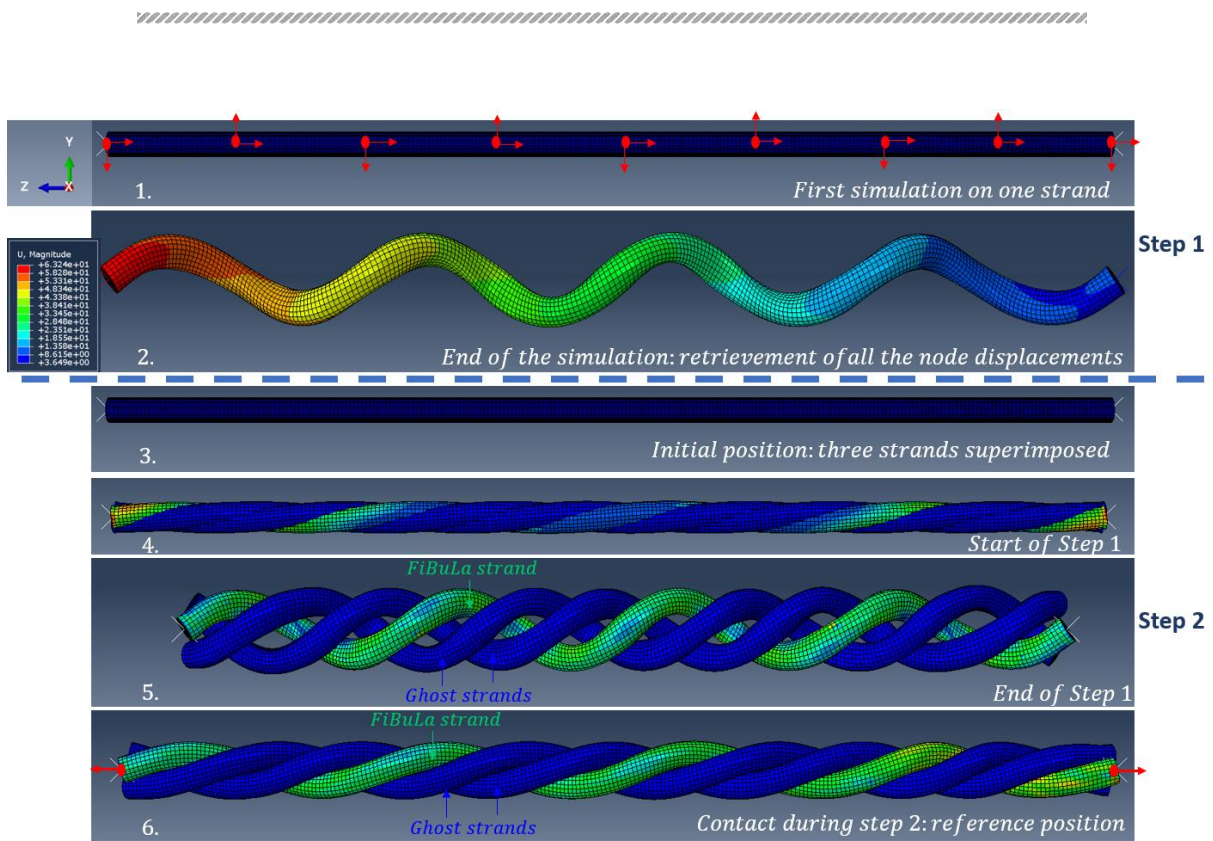 Y
Z
X
1.
First simulation on one strand
Step 1
U, Magnitude
+6.324e+01
+5.828e+01
+5.331e+01
+4.834e+01
+4.338e+01
+3.841e+01
+3.345e+01
+2.848e+01
+2.351e+01
+1.855e+01
+1.358e+01
+8.615e+00
+3.649e+00
2.
End of the simulation: retrievement of all the node displacements
3.
Initial position: three strands superimposed
4.
Start of Step 1
FiBuLa strand
Step 2
5.
Ghost strands
End of Step 1
FiBuLa strand
6.
Ghost strands
Contact during step 2: reference position